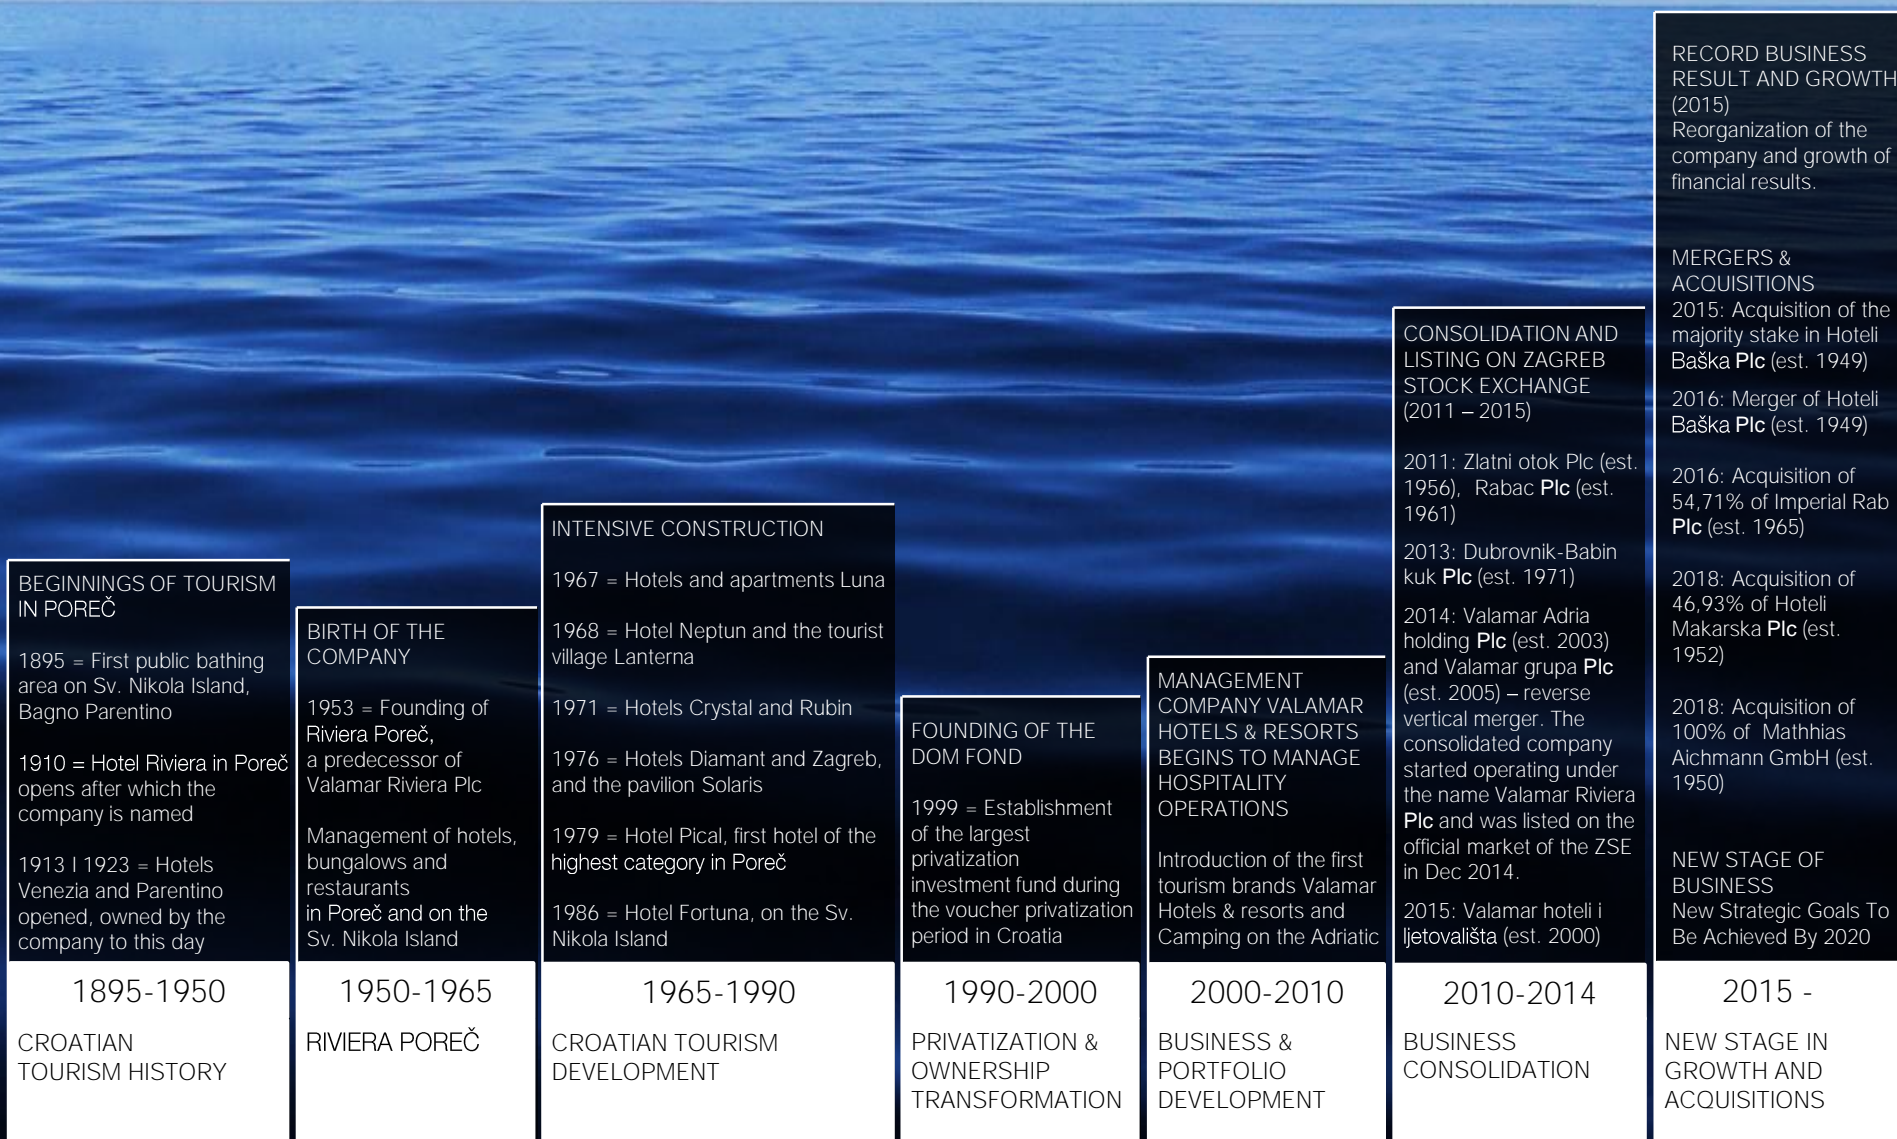 BEGINNINGS OF TOURISM
IN POREČ
1895 = First public bathing
area on Sv. Nikola Island,
Bagno Parentino
1910 = Hotel Riviera in Poreč
opens after which the
company is named
1913 I 1923 = Hotels
Venezia and Parentino
opened, owned by the
company to this day
1895-1950
CROATIAN
TOURISM HISTORY
BIRTH OF THE
COMPANY
1953 = Founding of
Riviera Poreč,
a predecessor of
Valamar Riviera Plc
Management of hotels,
bungalows and
restaurants
in Poreč and on the
Sv. Nikola Island
1950-1965
RIVIERA POREČ
INTENSIVE CONSTRUCTION
1967 = Hotels and apartments Luna
1968 = Hotel Neptun and the tourist
village Lanterna
1971 = Hotels Crystal and Rubin
1976 = Hotels Diamant and Zagreb,
and the pavilion Solaris
1979 = Hotel Pical, first hotel of the
highest category in Poreč
1986 = Hotel Fortuna, on the Sv.
Nikola Island
1965-1990
CROATIAN TOURISM
DEVELOPMENT
FOUNDING OF THE
DOM FOND
1999 = Establishment
of the largest
privatization
investment fund during
the voucher privatization
period in Croatia
1990-2000
PRIVATIZATION &
OWNERSHIP
TRANSFORMATION
MANAGEMENT
COMPANY VALAMAR
HOTELS & RESORTS
BEGINS TO MANAGE
HOSPITALITY
OPERATIONS
Introduction of the first
tourism brands Valamar
Hotels & resorts and
Camping on the Adriatic
2000-2010
BUSINESS &
PORTFOLIO
DEVELOPMENT
CONSOLIDATION AND
LISTING ON ZAGREB
STOCK EXCHANGE
(2011 – 2015)
2011: Zlatni otok Plc (est.
1956), Rabac Plc (est.
1961)
2013: Dubrovnik-Babin
kuk Plc (est. 1971)
2014: Valamar Adria
holding Plc (est. 2003)
and Valamar grupa Plc
(est. 2005) – reverse
vertical merger. The
consolidated company
started operating under
the name Valamar Riviera
Plc and was listed on the
official market of the ZSE
in Dec 2014.
2015: Valamar hoteli i
ljetovališta (est. 2000)
2010-2014
BUSINESS
CONSOLIDATION
RECORD BUSINESS
RESULT AND GROWTH
(2015)
Reorganization of the
company and growth of
financial results.
MERGERS &
ACQUISITIONS
2015: Acquisition of the
majority stake in Hoteli
Baška Plc (est. 1949)
2016: Merger of Hoteli
Baška Plc (est. 1949)
2016: Acquisition of
54,71% of Imperial Rab
Plc (est. 1965)
2018: Acquisition of
46,93% of Hoteli
Makarska Plc (est.
1952)
2018: Acquisition of
100% of Mathhias
Aichmann GmbH (est.
1950)
NEW STAGE OF
BUSINESS
New Strategic Goals To
Be Achieved By 2020
2015 -
NEW STAGE IN
GROWTH AND
ACQUISITIONS